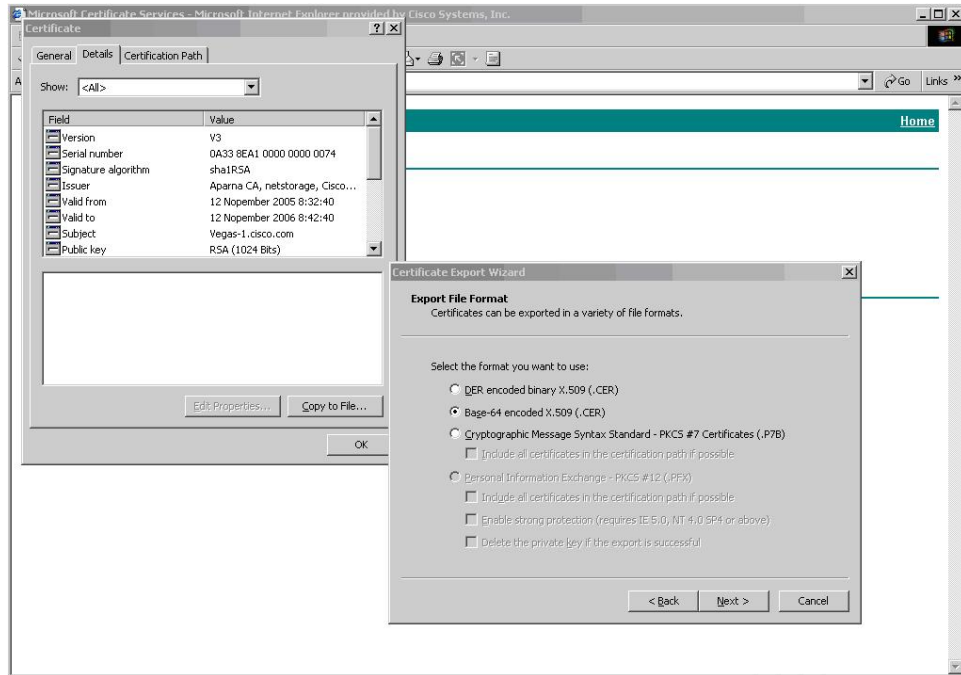 Microsoft Certificate Services - Microsoft Internet Explorer provided by Cisco Systems, Inc.
Certificate
General Details Certification Path
Show: <All>
Field Value
Version V3
Serial number 0A33 8EA1 0000 0000 0074
Signature algorithm sha1RSA
Issuer Aparna CA, netstorage, Cisco...
Valid from 12 Nopember 2005 8:32:40
Valid to 12 Nopember 2006 8:42:40
Subject Vegas-1.cisco.com
Public key RSA (1024 Bits)
Edit Properties... Copy to File...
OK
Go Links »
Home
Certificate Export Wizard
Export File Format
Certificates can be exported in a variety of file formats.
Select the format you want to use:
DER encoded binary X.509 (.CER)
Base-64 encoded X.509 (.CER)
Cryptographic Message Syntax Standard - PKCS #7 Certificates (.P7B)
Include all certificates in the certification path if possible
Personal Information Exchange - PKCS #12 (.PFX)
Include all certificates in the certification path if possible
Enable strong protection (requires IE 5.0, NT 4.0 SP4 or above)
Delete the private key if the export is successful
< Back Next > Cancel